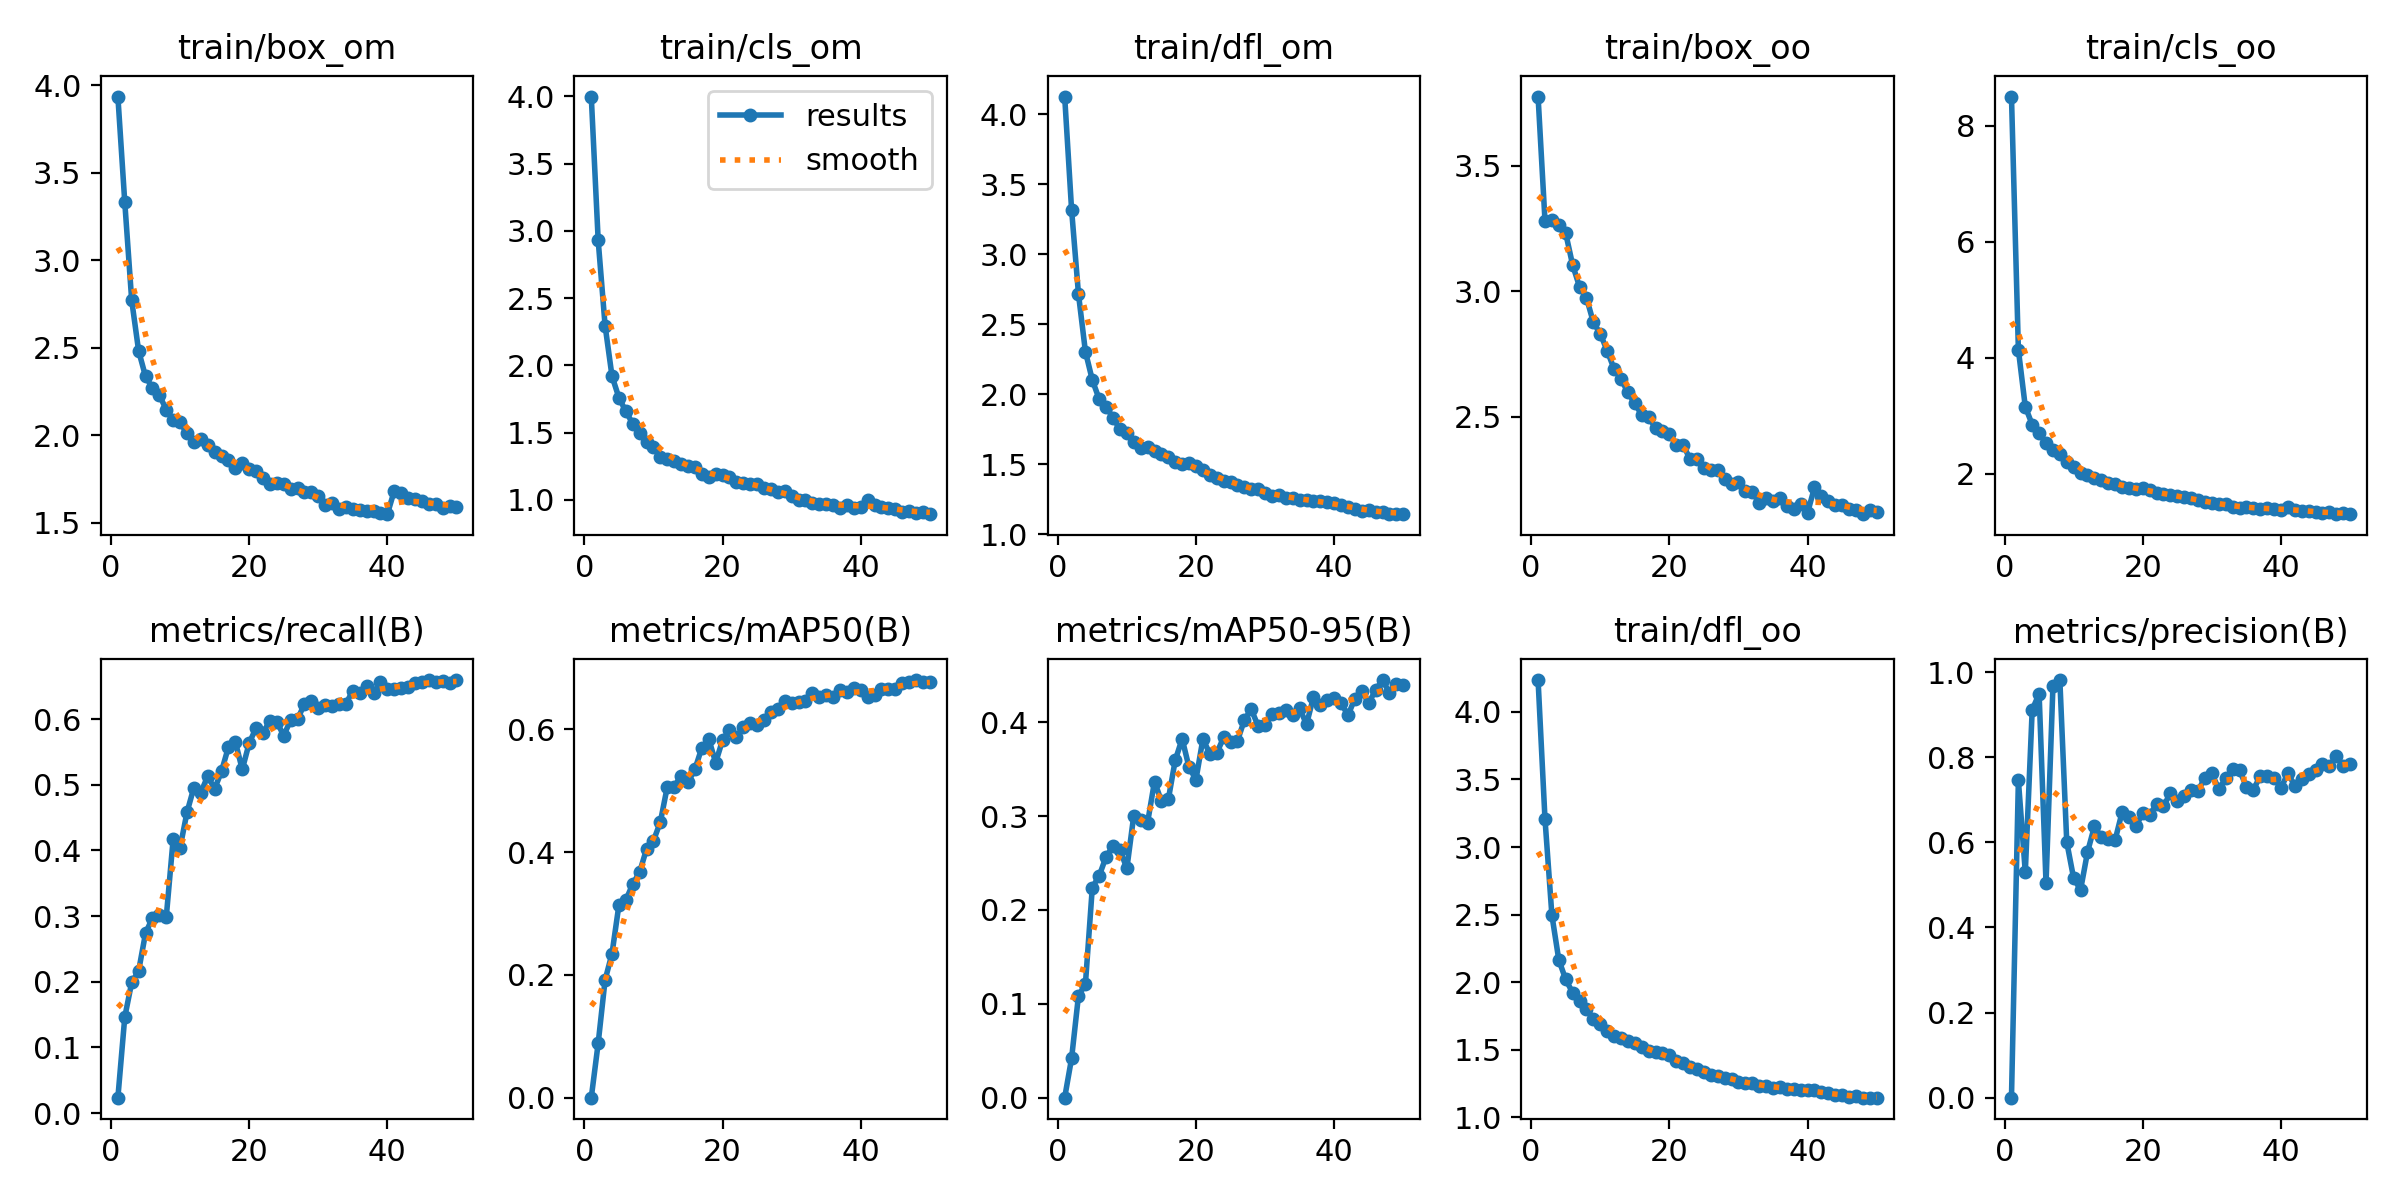 train/box_om
4.0
3.5
3.0
2.5
2.0
1.5
0 20 40
train/cls_om
results
smooth
4.0
3.5
3.0
2.5
2.0
1.5
1.0
0 20 40
train/dfl_om
4.0
3.5
3.0
2.5
2.0
1.5
1.0
0 20 40
train/box_oo
3.5
3.0
2.5
0 20 40
train/cls_oo
8
6
4
2
0 20 40
metrics/recall(B)
0.6
0.5
0.4
0.3
0.2
0.1
0.0
0 20 40
metrics/mAP50(B)
0.6
0.4
0.2
0.0
0 20 40
metrics/mAP50-95(B)
0.4
0.3
0.2
0.1
0.0
0 20 40
train/dfl_oo
4.0
3.5
3.0
2.5
2.0
1.5
1.0
0 20 40
metrics/precision(B)
1.0
0.8
0.6
0.4
0.2
0.0
0 20 40